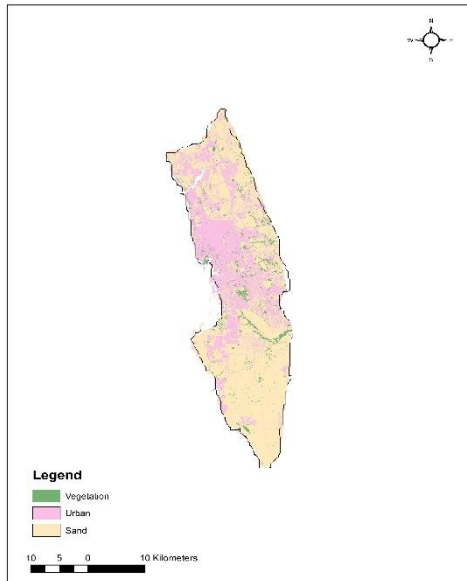 N
W
E
S
Legend
Vegetation
Urban
Sand
10 5 0 10 Kilometers